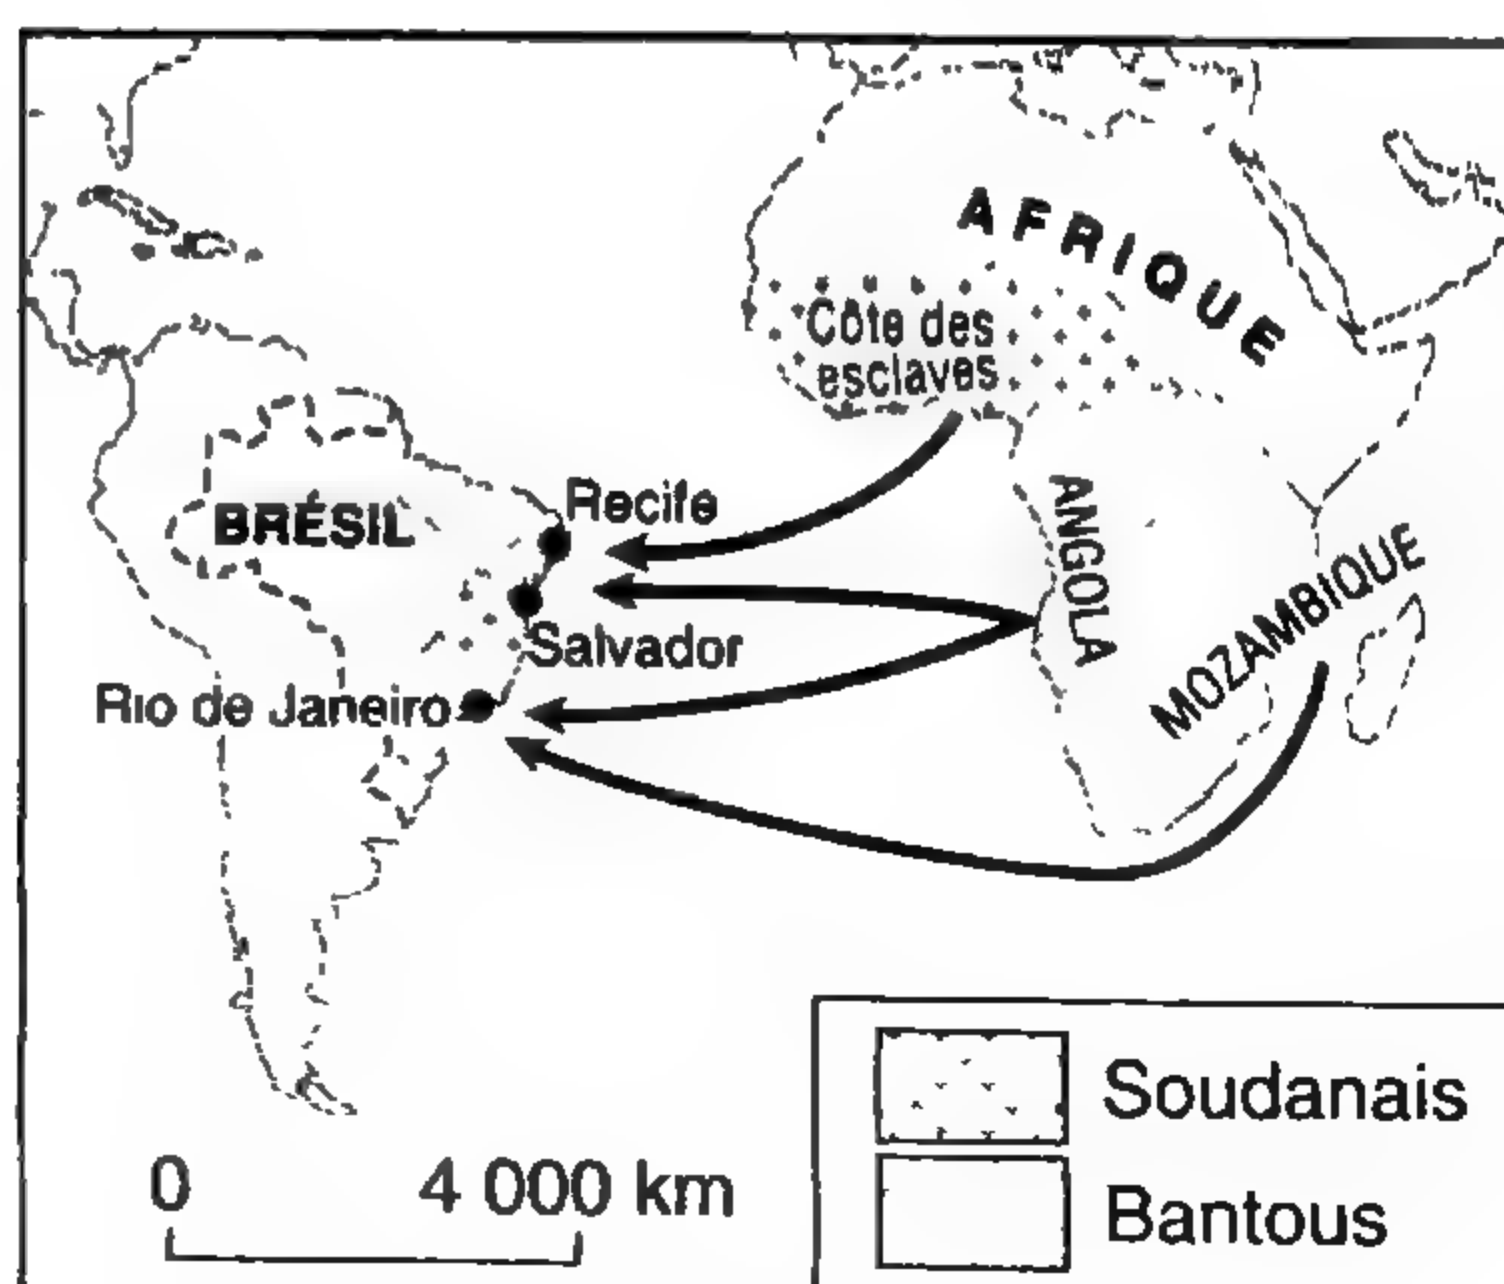 AFRIQUE
Côte des
esclaves
BRÉSIL
Recife
ANGOLA
Salvador
MOZAMBIQUE
Rio de Janeiro
0 4 000 km
Soudanais
Bantous